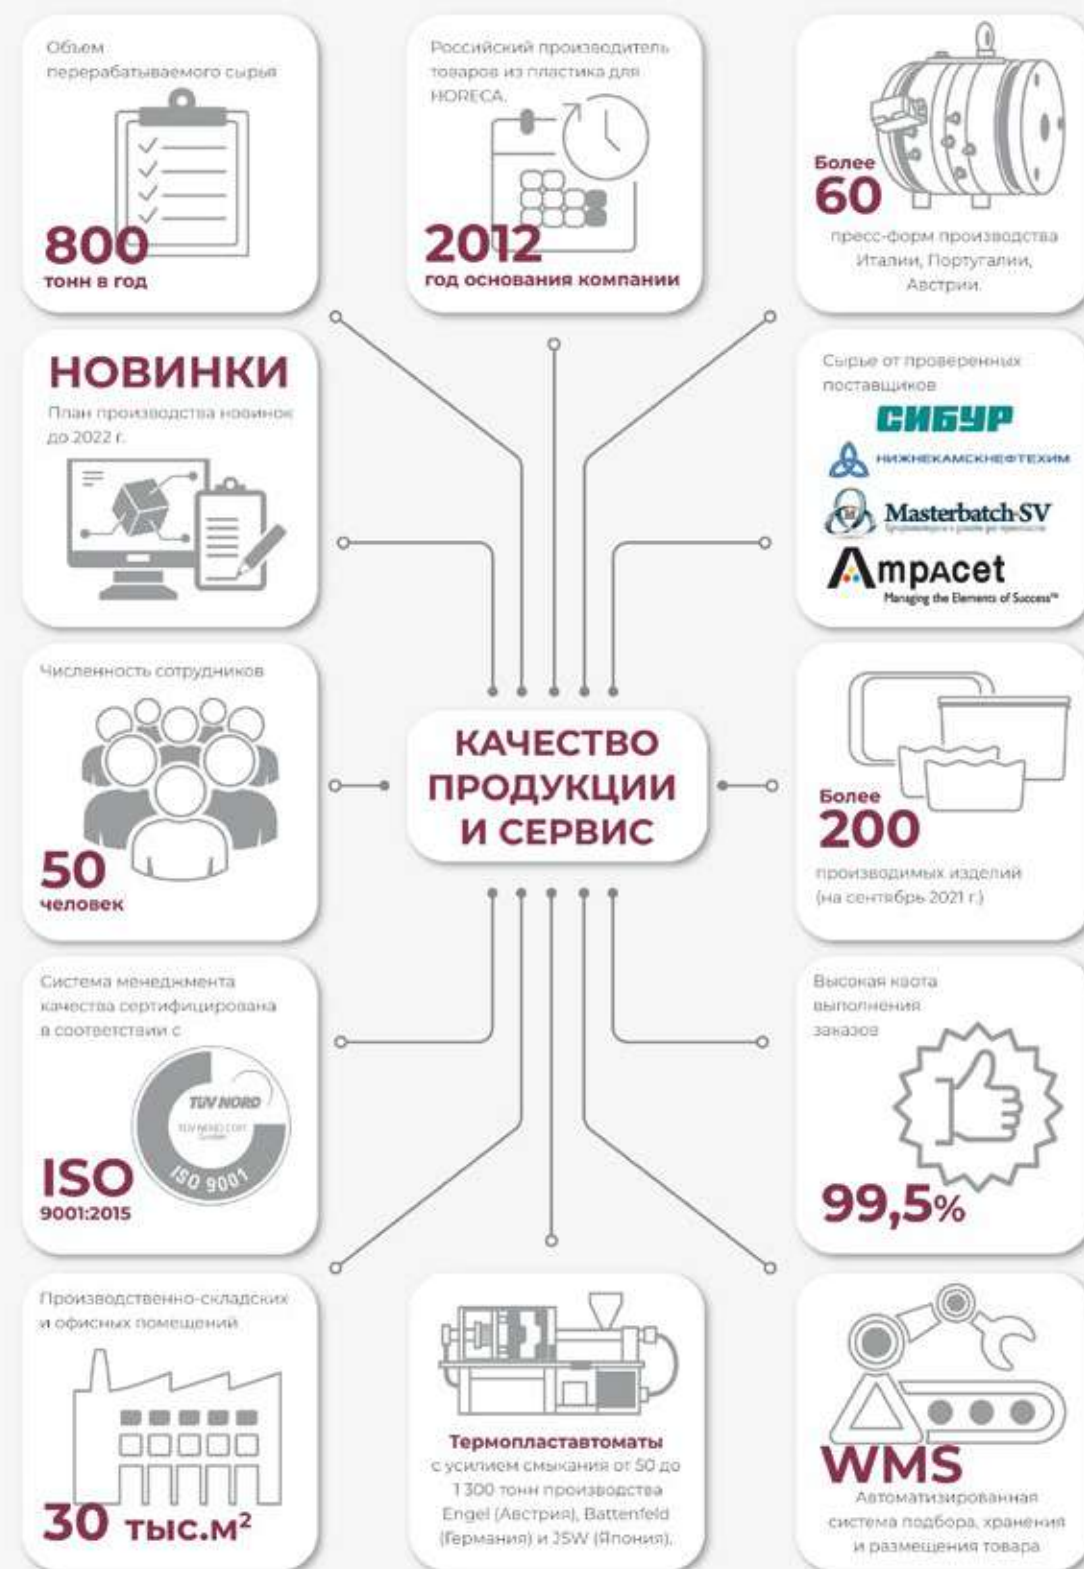 Объем
перерабатываемого сырья
800
тонн в год
Российский производитель
товаров из пластика для
HORECA.
2012
год основания компании
Более
60
пресс-форм производства
Италии, Португалии,
Австрии.
НОВИНКИ
План производства новинок
до 2022 г.
Сырье от проверенных
поставщиков
СИБУР
НИЖНЕКАМСКНЕФТЕХИМ
Masterbatch-SV
Ampacet
Managing the Elements of Success™
Численность сотрудников
50
человек
КАЧЕСТВО
ПРОДУКЦИИ
И СЕРВИС
Более
200
производимых изделий
(на сентябрь 2021 г.)
Система менеджмента
качества сертифицирована
в соответствии с
TÜV NORD
TÜV NORD CERT
GmbH
ISO 9001
ISO
9001:2015
Высокая квота
выполнения
заказов
99,5%
Производственно-складских
и офисных помещений
30 тыс.м²
Термопластавтоматы
с усилием смыкания от 50 до
1 300 тонн производства
Engel (Австрия), Battenfeld
(Германия) и JSW (Япония).
WMS
Автоматизированная
система подбора, хранения
и размещения товара